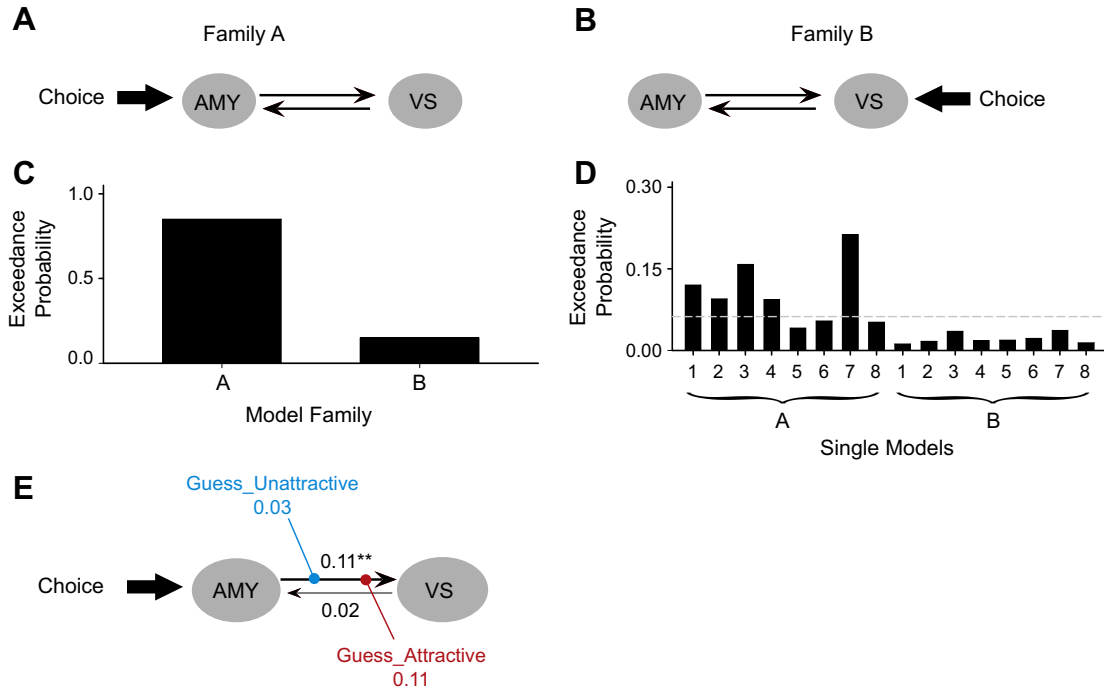 A
Family A
Choice
AMY
VS
B
Family B
AMY
VS
Choice
C
Exceedance
Probability
1.0
0.5
0.0
A
B
Model Family
D
Exceedance
Probability
0.30
0.15
0.00
1 2 3 4 5 6 7 8 1 2 3 4 5 6 7 8
A
B
Single Models
E
Guess_Unattractive
0.03
Choice
AMY
0.11**
0.02
VS
Guess_Attractive
0.11